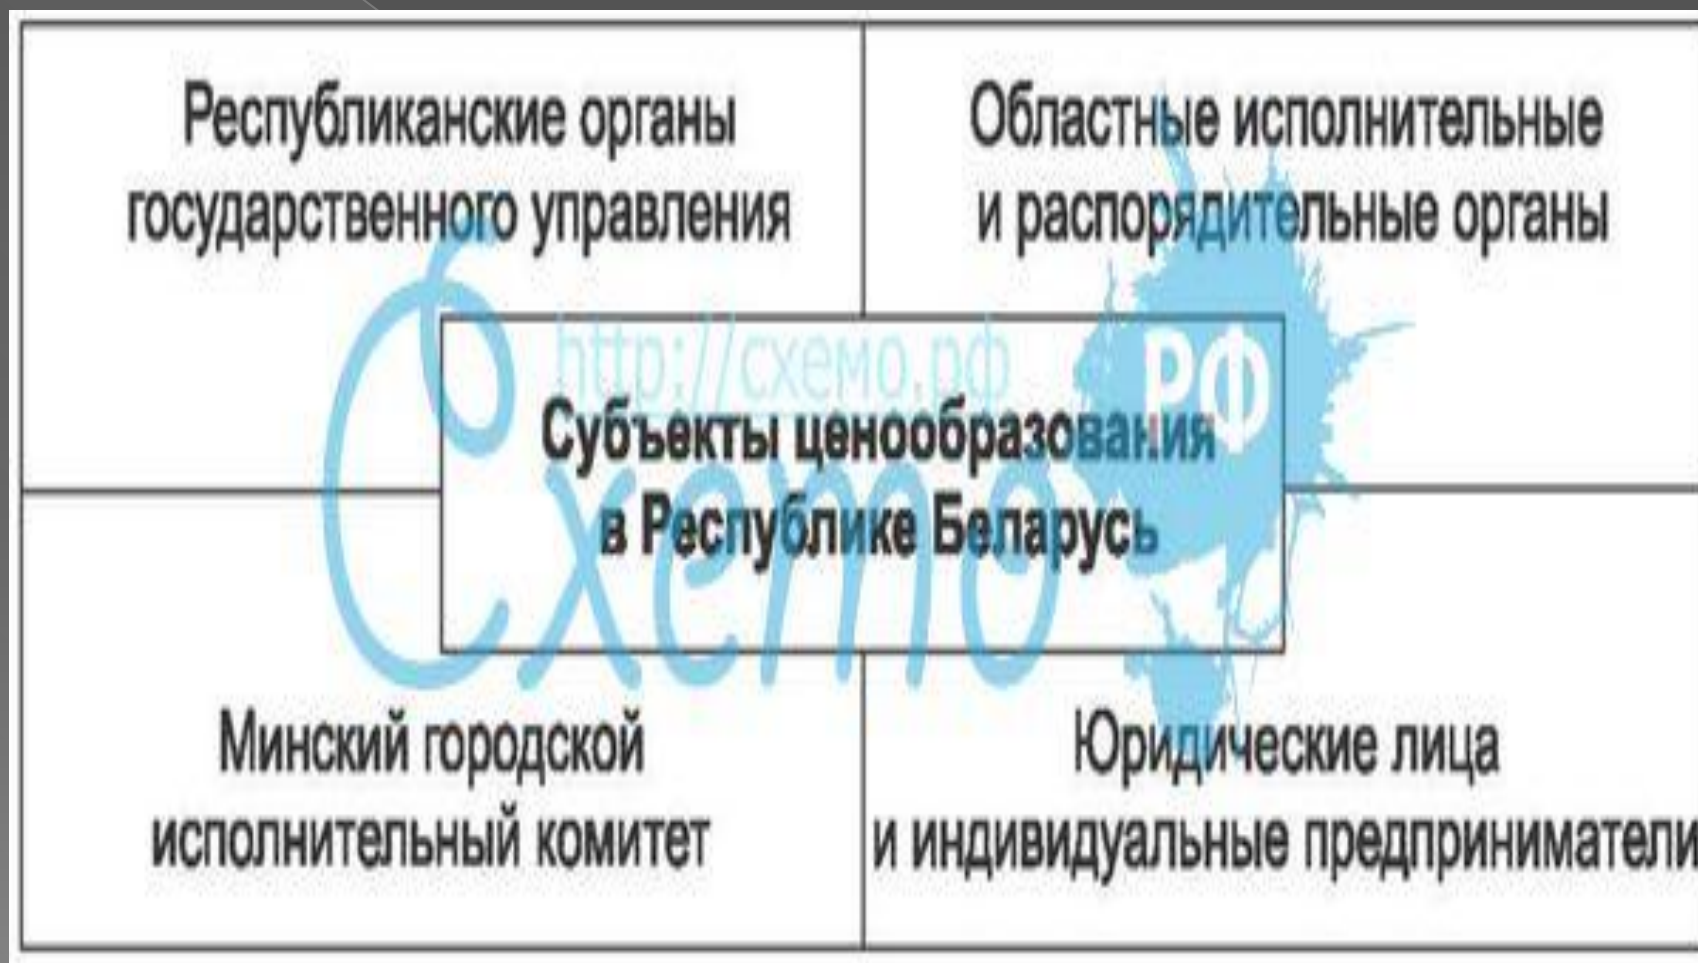 Республиканские органы
государственного управления
Областные исполнительные
и распорядительные органы
http://схемо.рф
РФ
Схемо
Субъекты ценообразования
в Республике Беларусь
Минский городской
исполнительный комитет
Юридические лица
и индивидуальные предприниматели